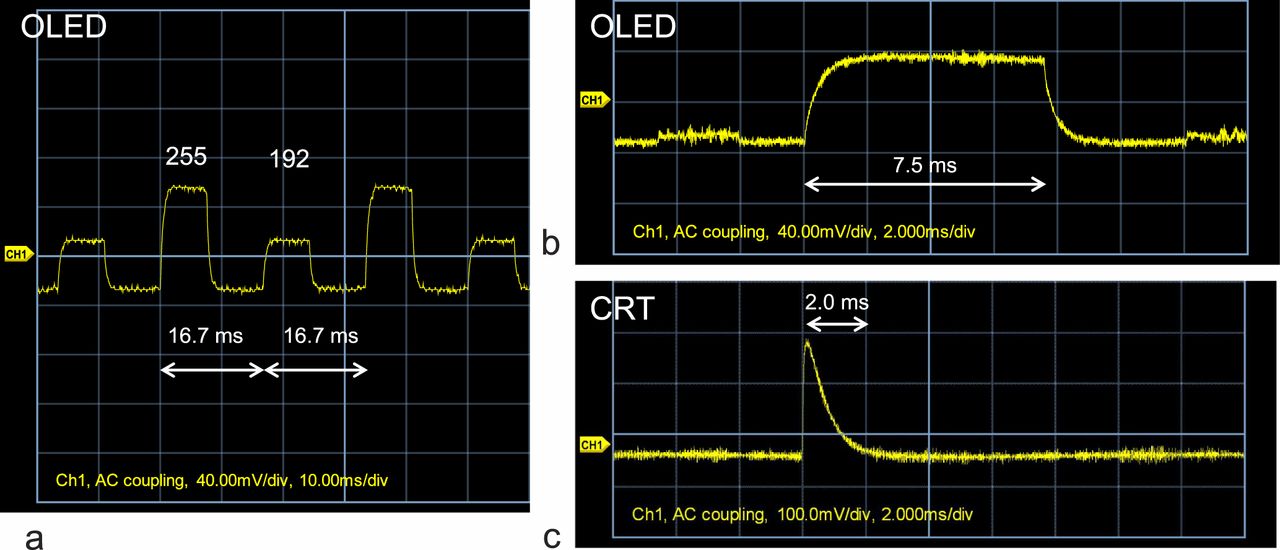 OLED
255 192
CH1
16.7 ms 16.7 ms
Ch1, AC coupling, 40.00mV/div, 10.00ms/div
a
OLED
CH1
7.5 ms
Ch1, AC coupling, 40.00mV/div, 2.000ms/div
b
CRT
2.0 ms
CH1
Ch1, AC coupling, 100.0mV/div, 2.000ms/div
c